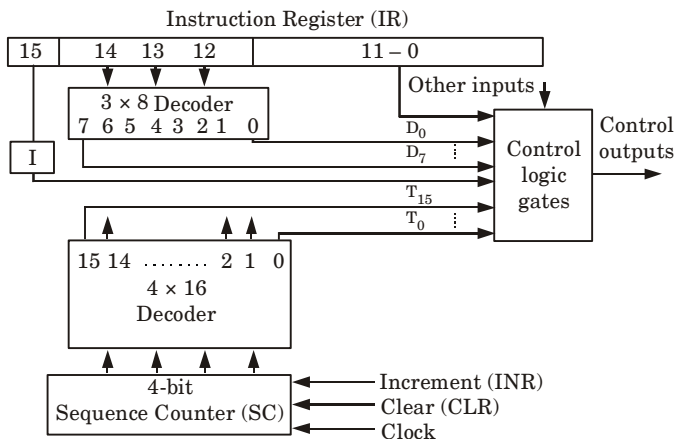 Instruction Register (IR)
15 14 13 12 11 – 0
Other inputs
3 × 8 Decoder
7 6 5 4 3 2 1 0
D0
D7
I
Control logic gates
Control outputs
T15
T0
15 14 ........ 2 1 0
4 × 16
Decoder
4-bit
Sequence Counter (SC)
Increment (INR)
Clear (CLR)
Clock